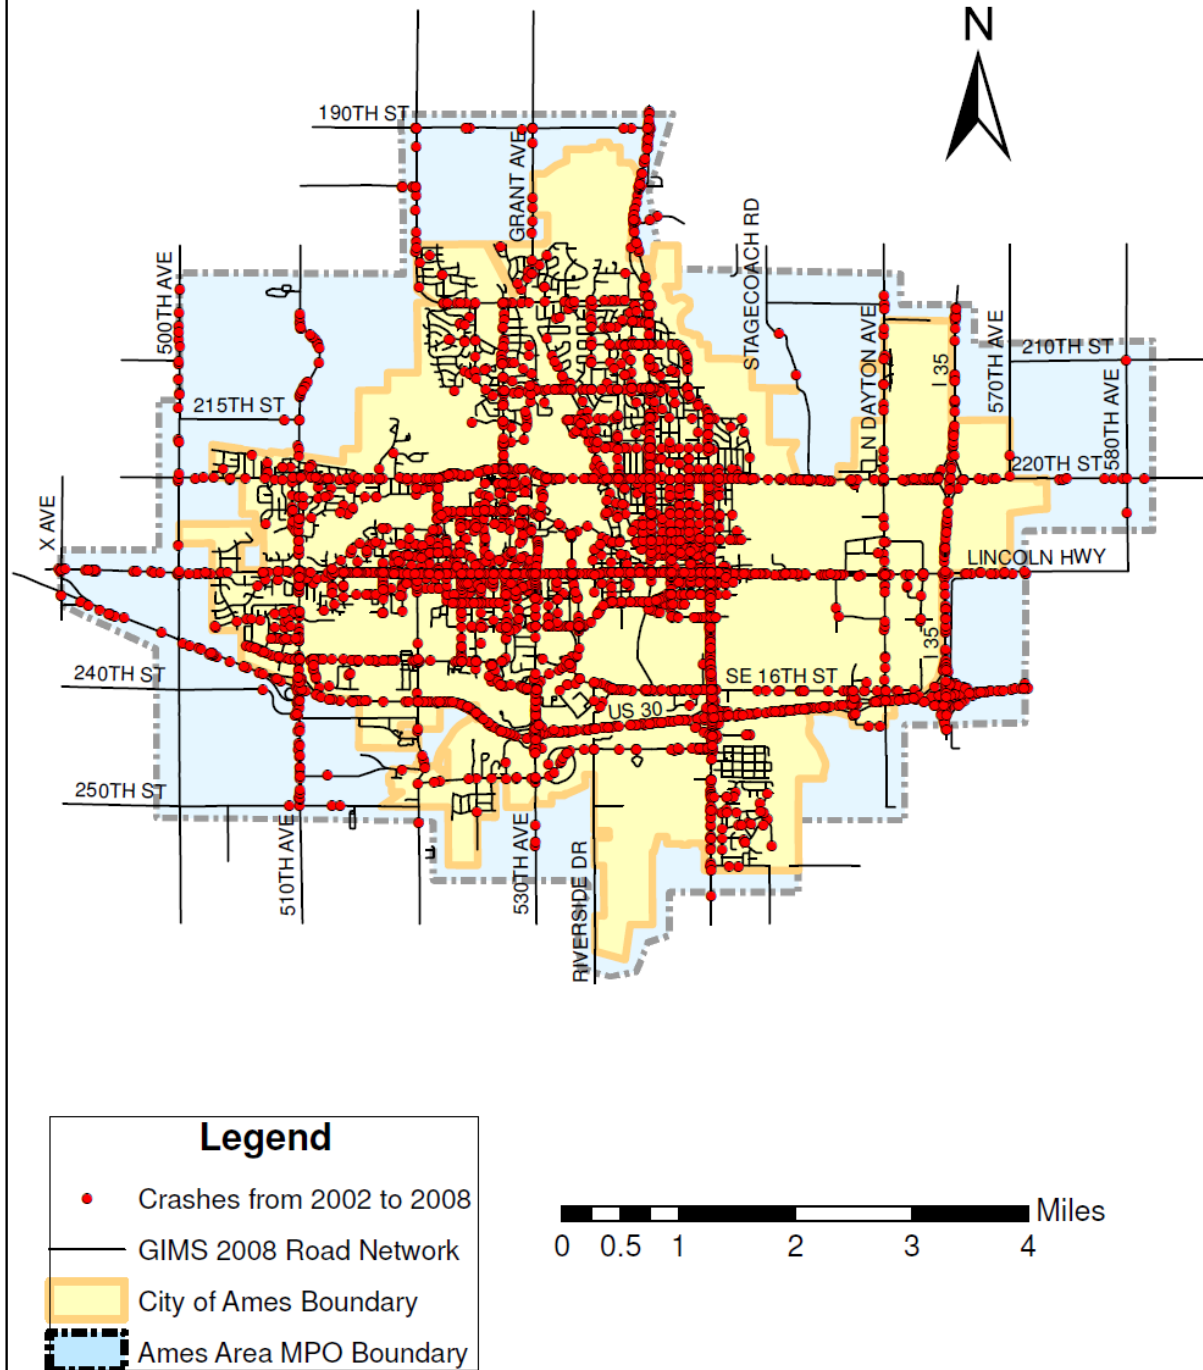 N
190TH ST
GRANT AVE
STAGECOACH RD
500TH AVE
N DAYTON AVE
I 35
570TH AVE
210TH ST
580TH AVE
215TH ST
220TH ST
X AVE
LINCOLN HWY
I 35
240TH ST
SE 16TH ST
US 30
250TH ST
510TH AVE
530TH AVE
RIVERSIDE DR
Legend
Crashes from 2002 to 2008
GIMS 2008 Road Network
City of Ames Boundary
Ames Area MPO Boundary
Miles
0 0.5 1 2 3 4